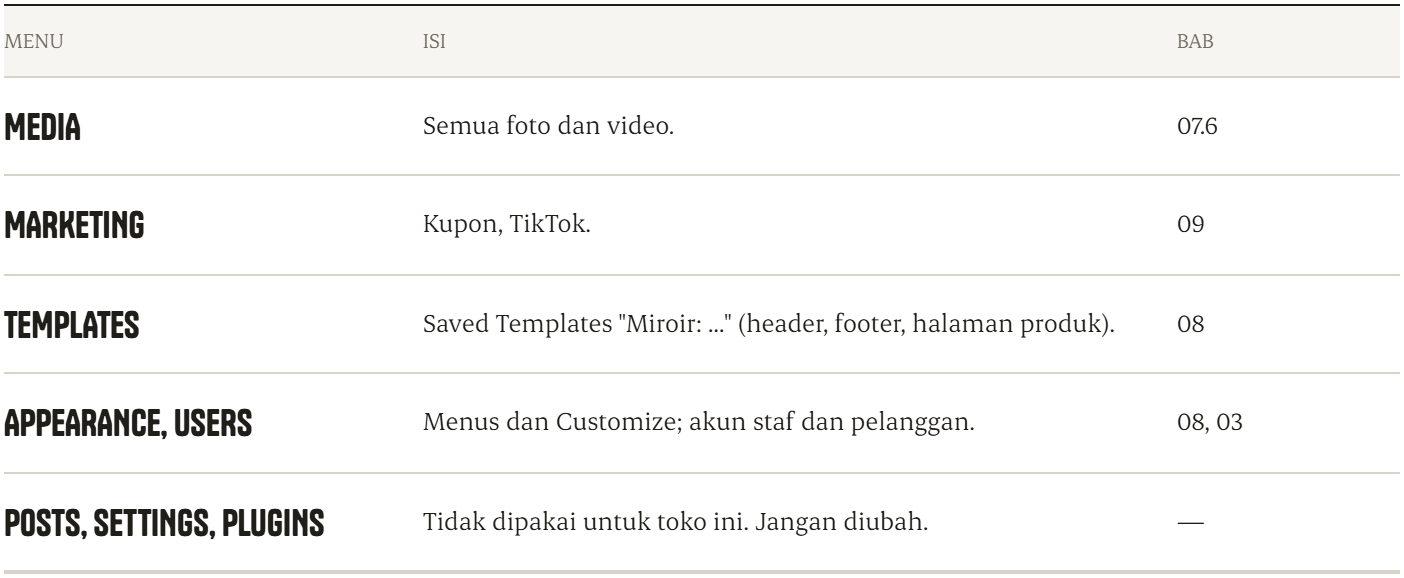 MENU ISI BAB
MEDIA Semua foto dan video. 07.6
MARKETING Kupon, TikTok. 09
TEMPLATES Saved Templates "Miroir: ..." (header, footer, halaman produk). 08
APPEARANCE, USERS Menus dan Customize; akun staf dan pelanggan. 08, 03
POSTS, SETTINGS, PLUGINS Tidak dipakai untuk toko ini. Jangan diubah. —